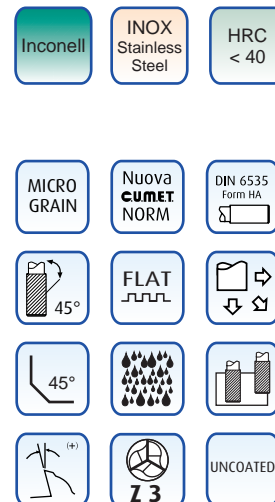 Inconell
INOX
Stainless
Steel
HRC
< 40
MICRO
GRAIN
Nuova
C.U.M.E.T.
NORM
DIN 6535
Form HA
45°
FLAT
45°
(+)
Z 3
UNCOATED